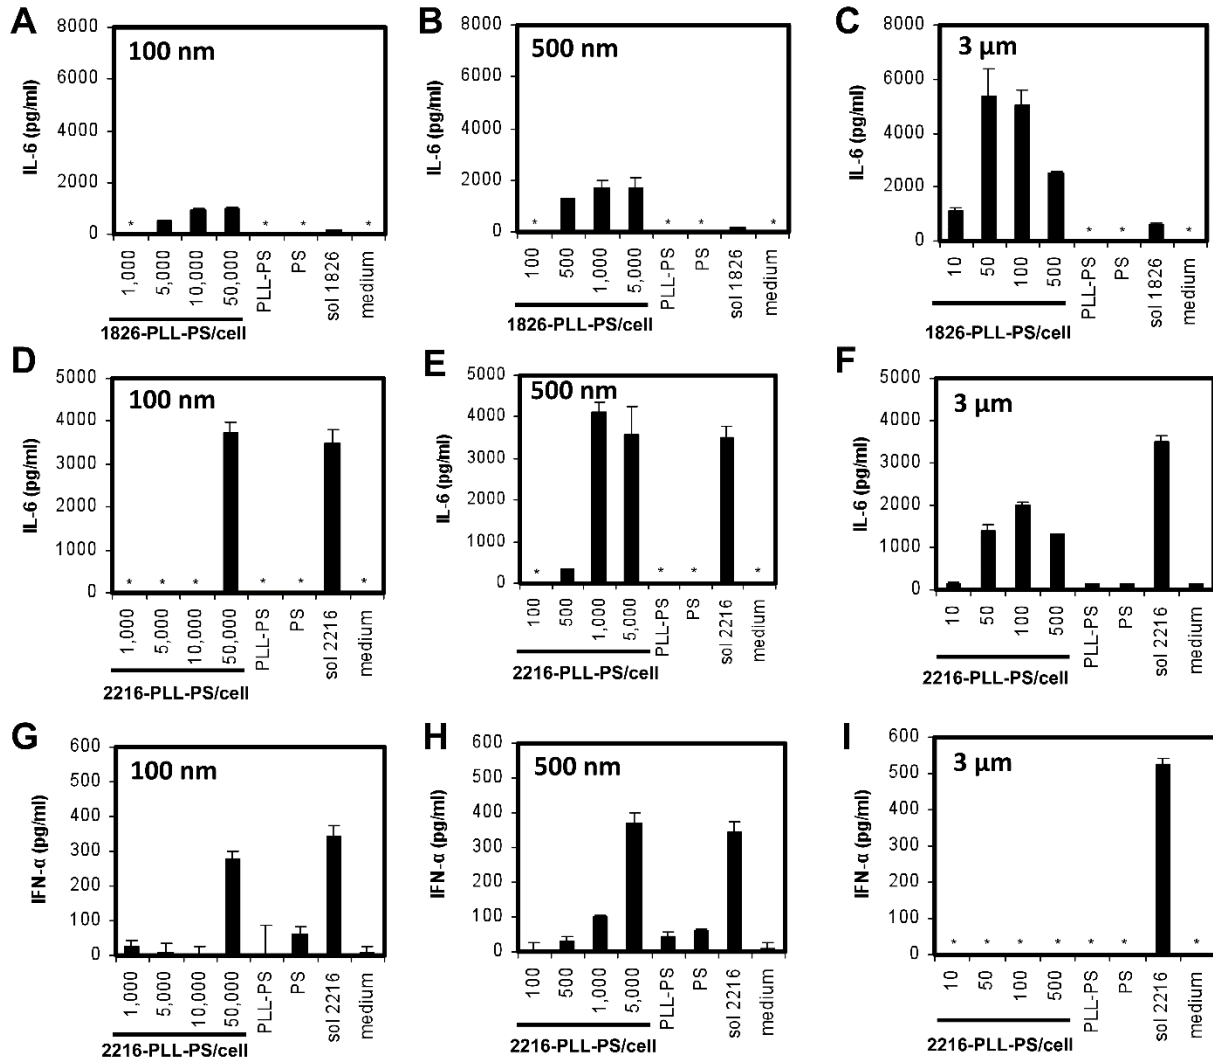 A
100 nm
IL-6 (pg/ml)
8000
6000
4000
2000
0
* * * * *
1,000
5,000
10,000
50,000
PLL-PS
PS
sol 1826
medium
1826-PLL-PS/cell
B
500 nm
IL-6 (pg/ml)
8000
6000
4000
2000
0
* * * *
100
500
1,000
5,000
PLL-PS
PS
sol 1826
medium
1826-PLL-PS/cell
C
3 µm
IL-6 (pg/ml)
8000
6000
4000
2000
0
* * *
10
50
100
500
PLL-PS
PS
sol 1826
medium
1826-PLL-PS/cell
D
100 nm
IL-6 (pg/ml)
5000
4000
3000
2000
1000
0
* * * * * *
1,000
5,000
10,000
50,000
PLL-PS
PS
sol 2216
medium
2216-PLL-PS/cell
E
500 nm
IL-6 (pg/ml)
5000
4000
3000
2000
1000
0
* * * *
100
500
1,000
5,000
PLL-PS
PS
sol 2216
medium
2216-PLL-PS/cell
F
3 µm
IL-6 (pg/ml)
5000
4000
3000
2000
1000
0
10
50
100
500
PLL-PS
PS
sol 2216
medium
2216-PLL-PS/cell
G
100 nm
IFN-α (pg/ml)
600
500
400
300
200
100
0
1,000
5,000
10,000
50,000
PLL-PS
PS
sol 2216
medium
2216-PLL-PS/cell
H
500 nm
IFN-α (pg/ml)
600
500
400
300
200
100
0
100
500
1,000
5,000
PLL-PS
PS
sol 2216
medium
2216-PLL-PS/cell
I
3 µm
IFN-α (pg/ml)
600
500
400
300
200
100
0
* * * * * * *
10
50
100
500
PLL-PS
PS
sol 2216
medium
2216-PLL-PS/cell